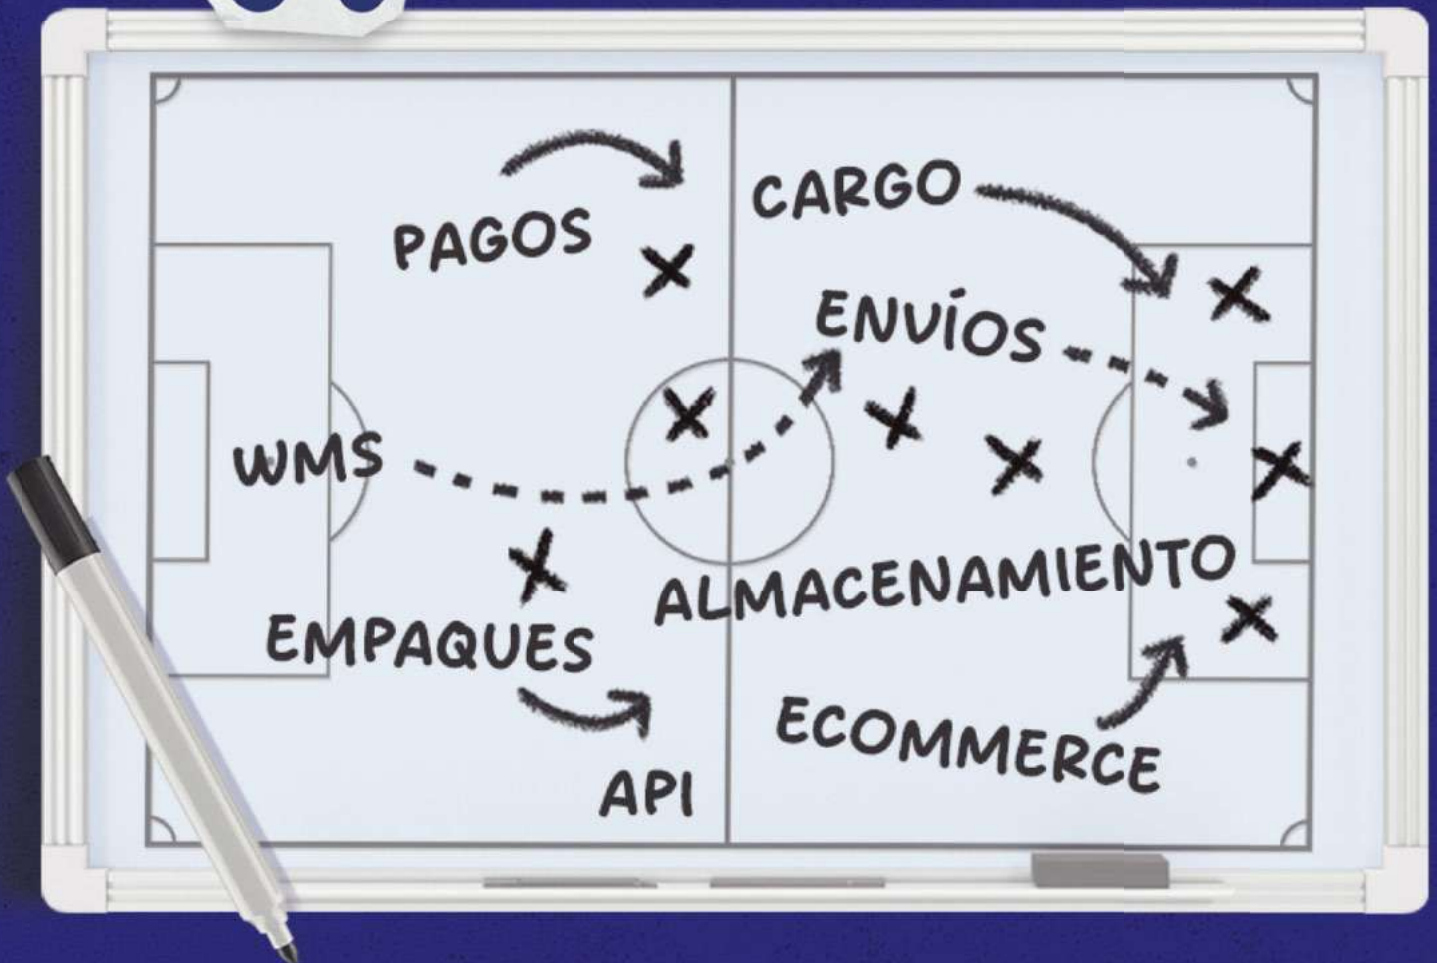 PAGOS
CARGO
ENVÍOS
WMS
ALMACENAMIENTO
EMPAQUES
ECOMMERCE
API